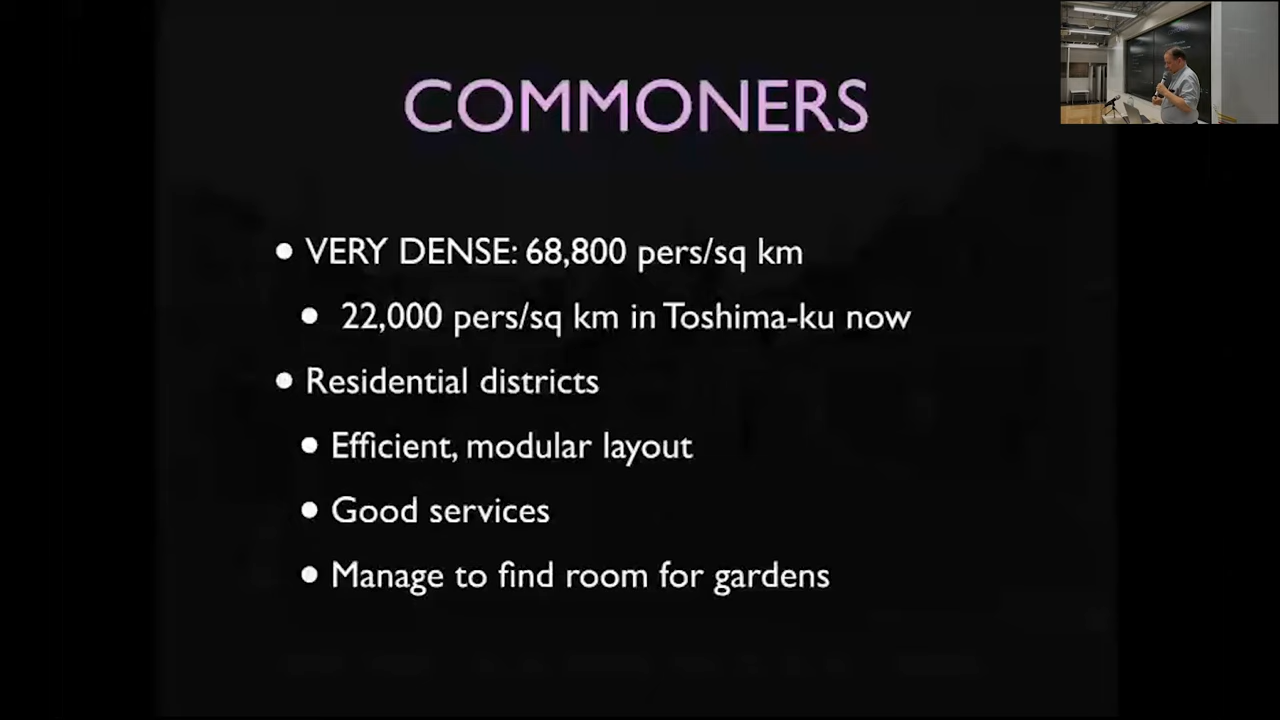 COMMONERS
VERY DENSE: 68,800 pers/sq km
22,000 pers/sq km in Toshima-ku now
Residential districts
Efficient, modular layout
Good services
Manage to find room for gardens